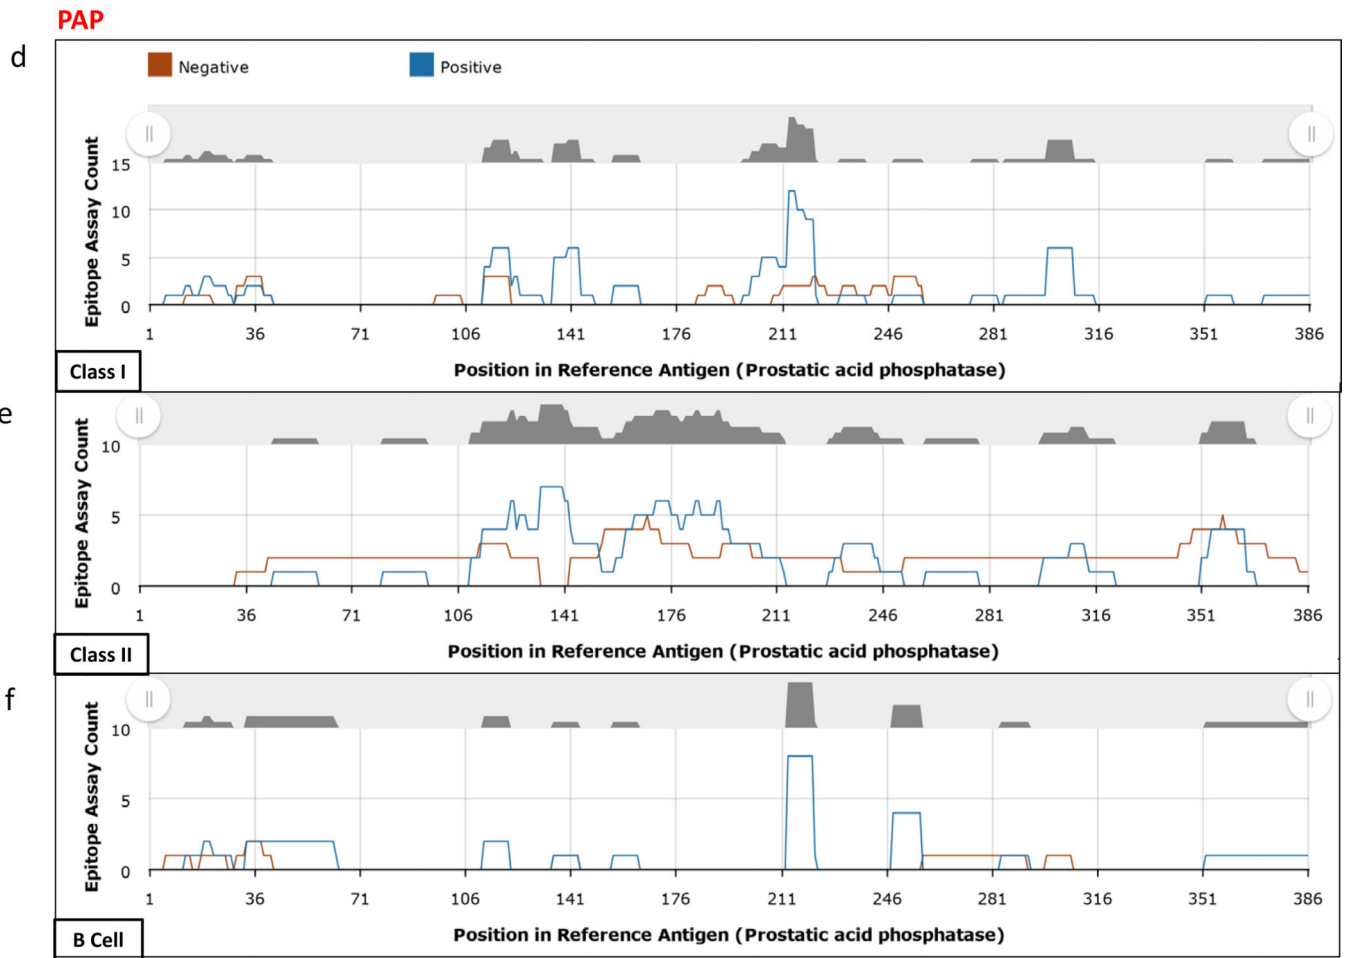 PAP
d
Negative Positive
Epitope Assay Count
15
10
5
0
1 36 71 106 141 176 211 246 281 316 351 386
Class I
Position in Reference Antigen (Prostatic acid phosphatase)
e
Epitope Assay Count
10
5
0
1 36 71 106 141 176 211 246 281 316 351 386
Class II
Position in Reference Antigen (Prostatic acid phosphatase)
f
Epitope Assay Count
10
5
0
1 36 71 106 141 176 211 246 281 316 351 386
B Cell
Position in Reference Antigen (Prostatic acid phosphatase)